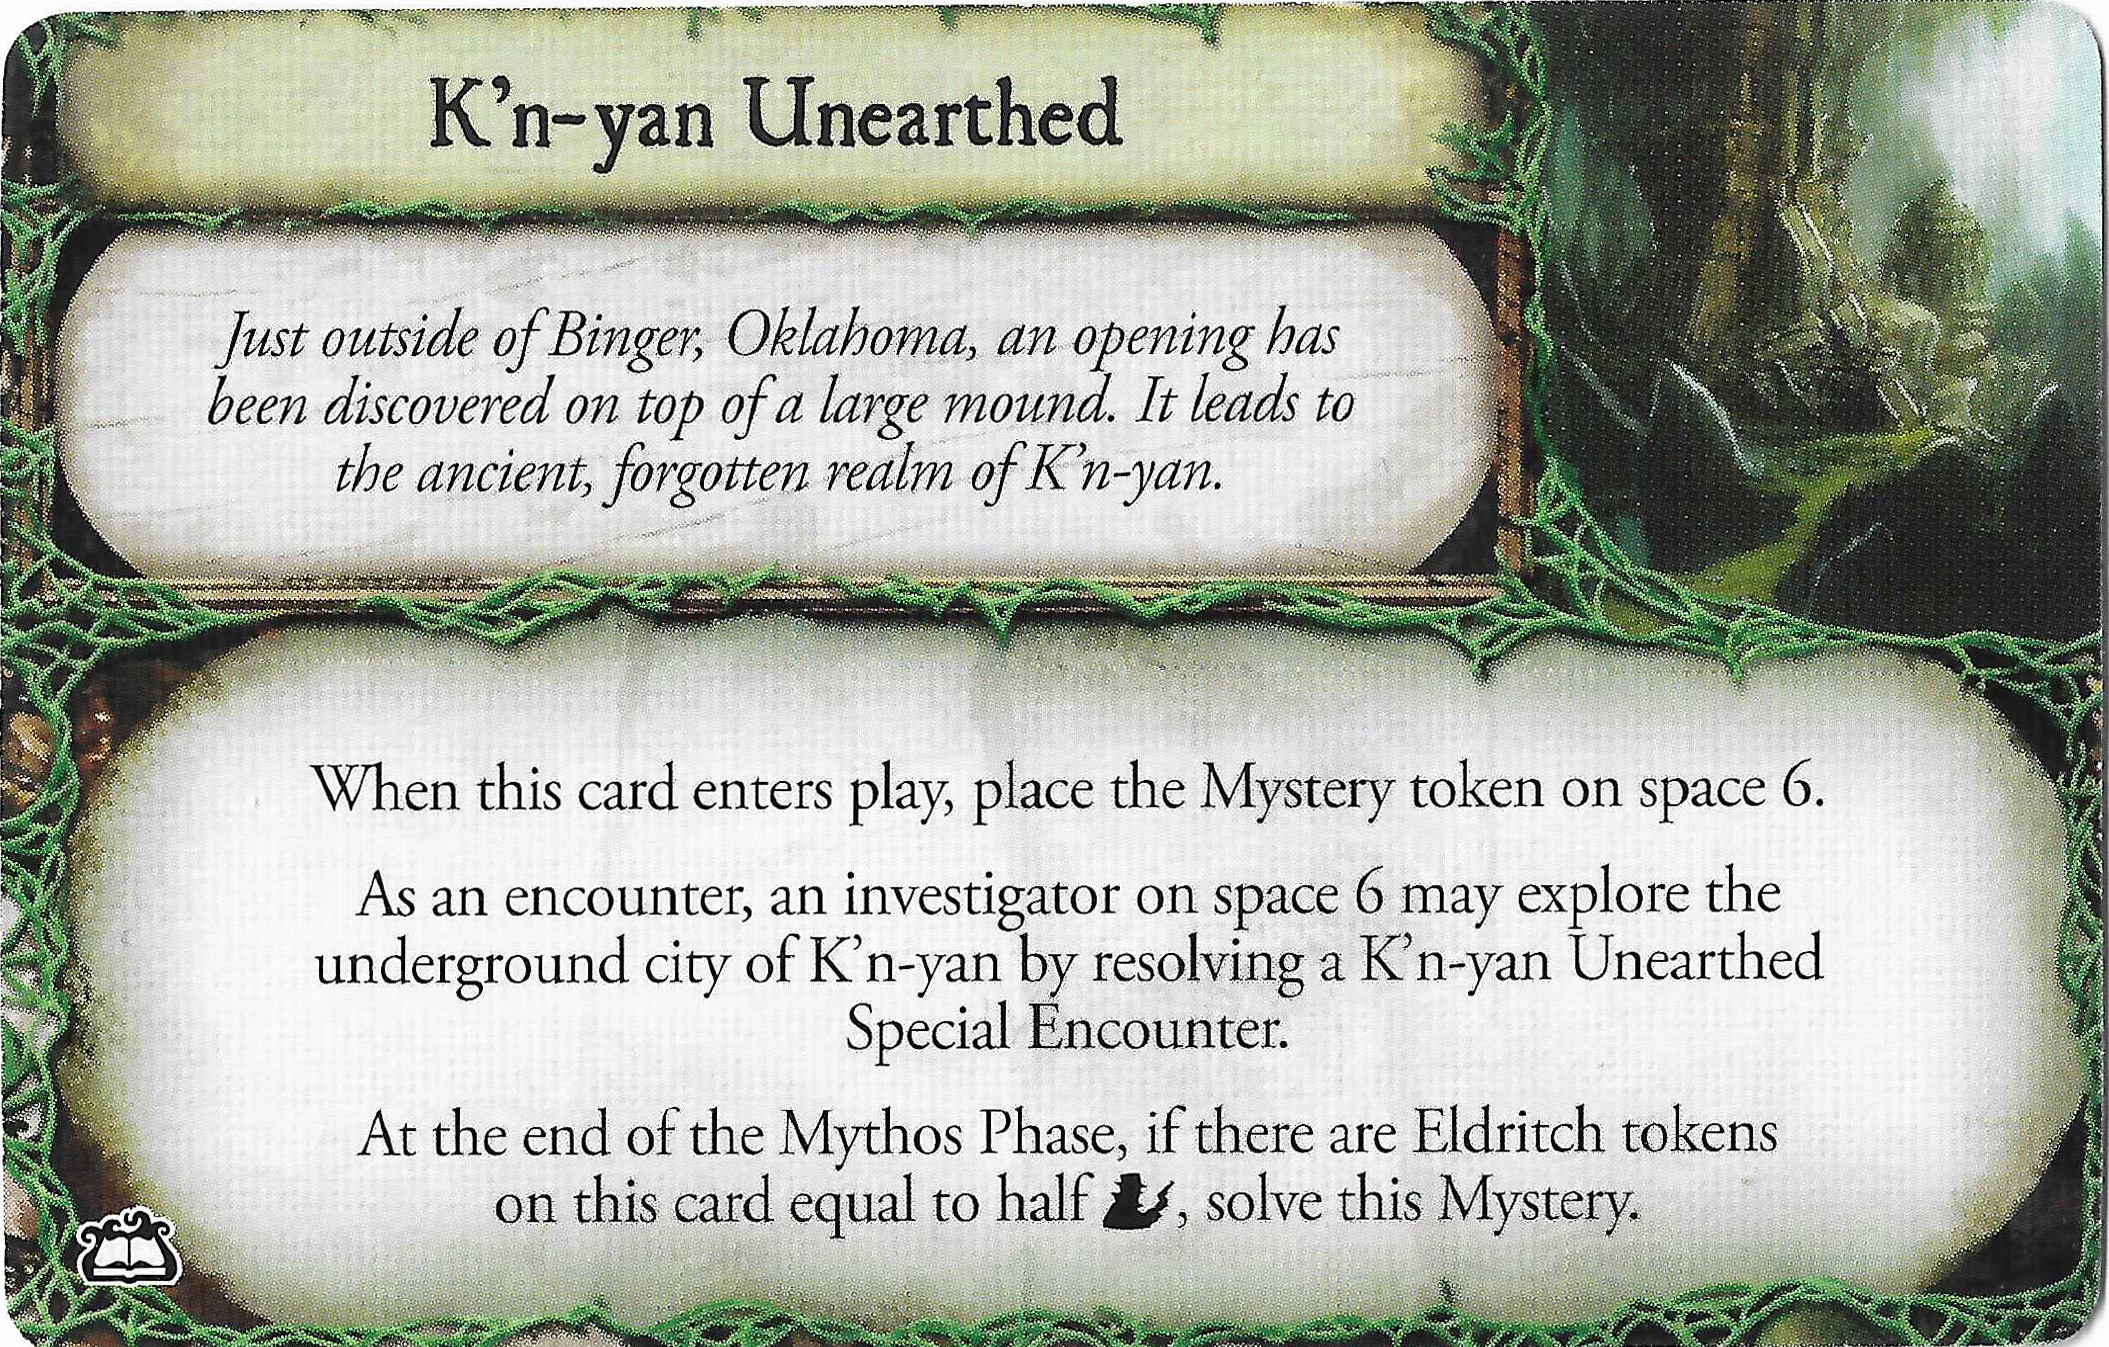 K’n-yan Unearthed
Just outside of Binger, Oklahoma, an opening has
been discovered on top of a large mound. It leads to
the ancient, forgotten realm of K’n-yan.
When this card enters play, place the Mystery token on space 6.
As an encounter, an investigator on space 6 may explore the
underground city of K’n-yan by resolving a K’n-yan Unearthed
Special Encounter.
At the end of the Mythos Phase, if there are Eldritch tokens
on this card equal to half , solve this Mystery.